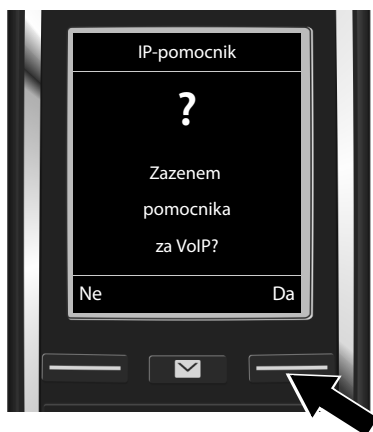 IP-pomocnik
?
Zazenem
pomocnika
za VoIP?
Ne Da